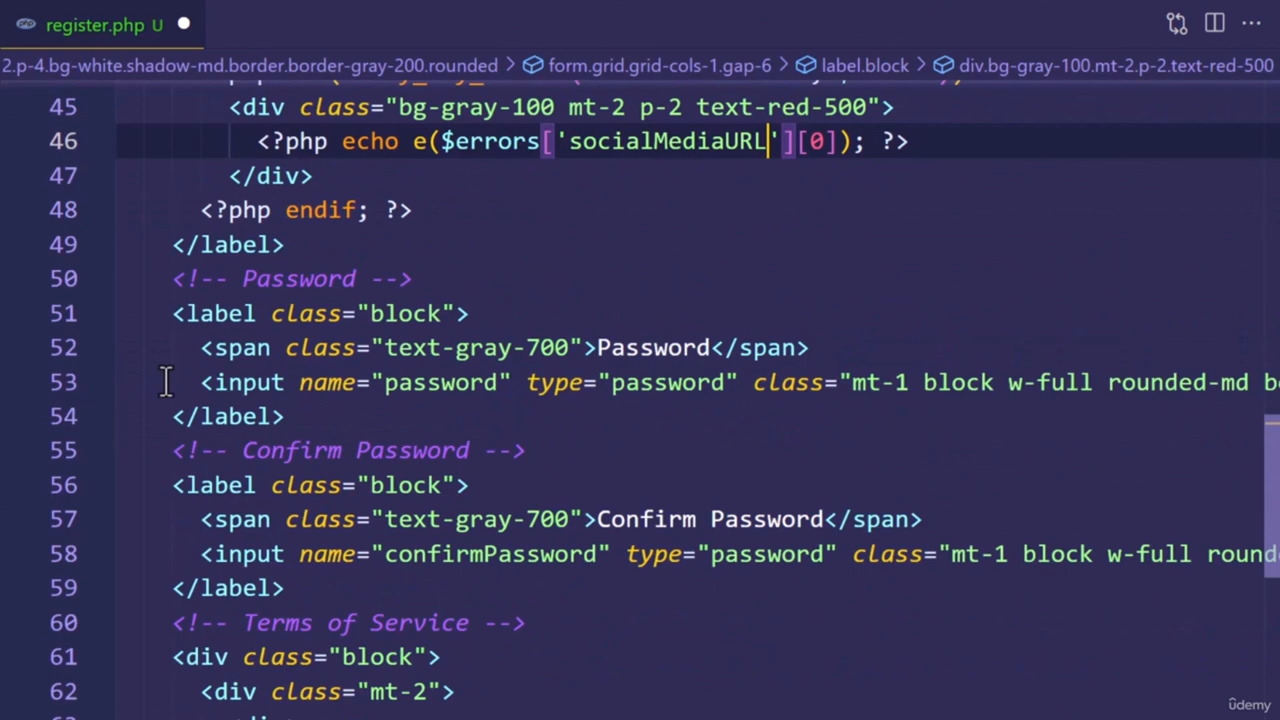 php register.php U
2.p-4.bg-white.shadow-md.border.border-gray-200.rounded > form.grid.grid-cols-1.gap-6 > label.block > div.bg-gray-100.mt-2.p-2.text-red-500
45 <div class="bg-gray-100 mt-2 p-2 text-red-500">
46 <?php echo e($errors['socialMediaURL'][0]); ?>
47 </div>
48 <?php endif; ?>
49 </label>
50 <!-- Password -->
51 <label class="block">
52 <span class="text-gray-700">Password</span>
53 <input name="password" type="password" class="mt-1 block w-full rounded-md
54 </label>
55 <!-- Confirm Password -->
56 <label class="block">
57 <span class="text-gray-700">Confirm Password</span>
58 <input name="confirmPassword" type="password" class="mt-1 block w-full round
59 </label>
60 <!-- Terms of Service -->
61 <div class="block">
62 <div class="mt-2">
ûdemy